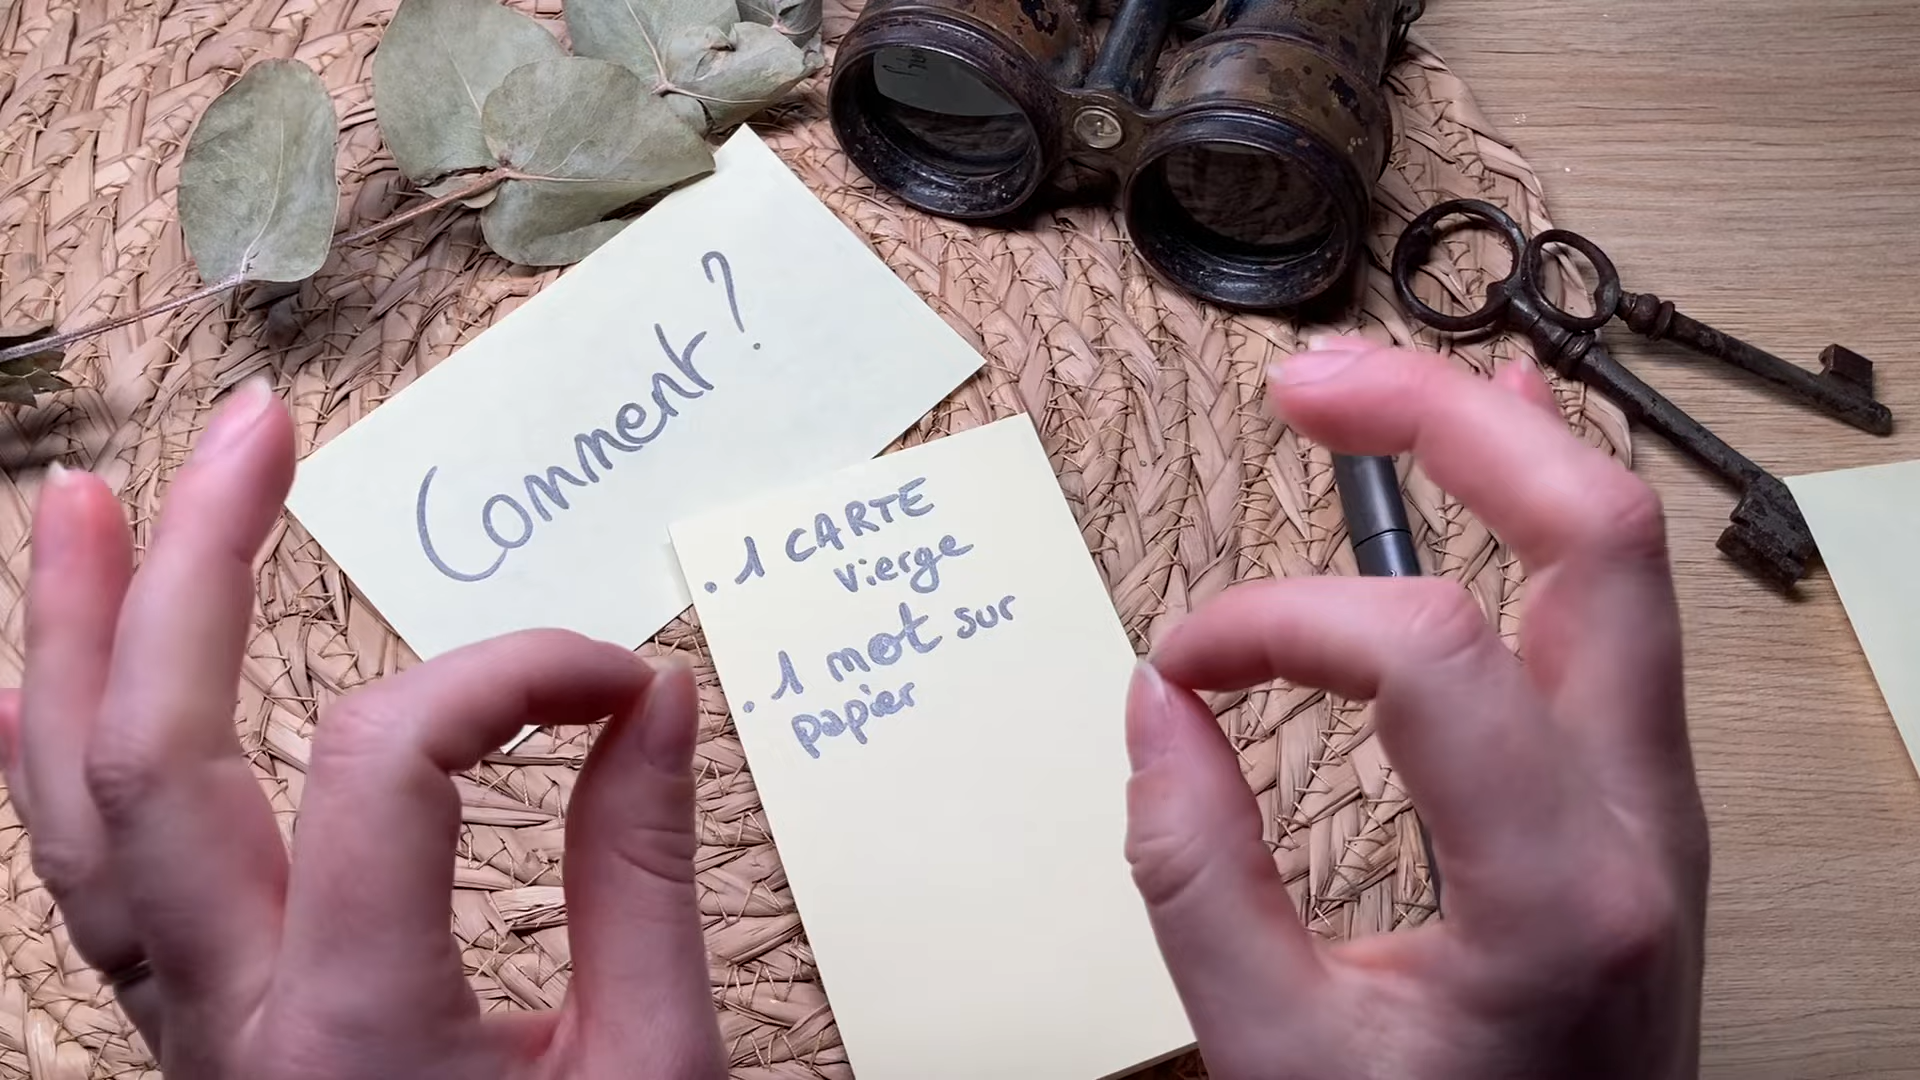 Comment ?
. 1 CARTE
vierge
. 1 mot sur
papier